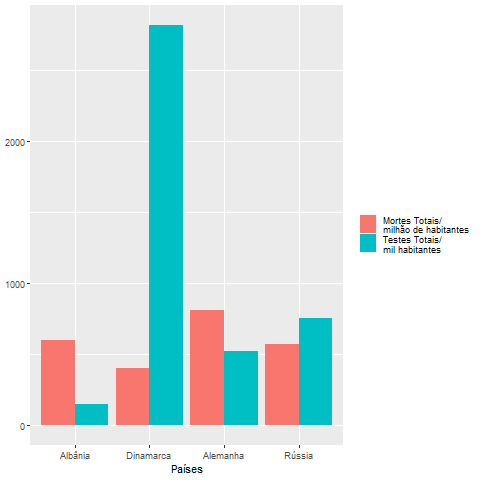 2000
1000
0
Albânia Dinamarca Alemanha Rússia
Países
Mortes Totais/
milhão de habitantes
Testes Totais/
mil habitantes